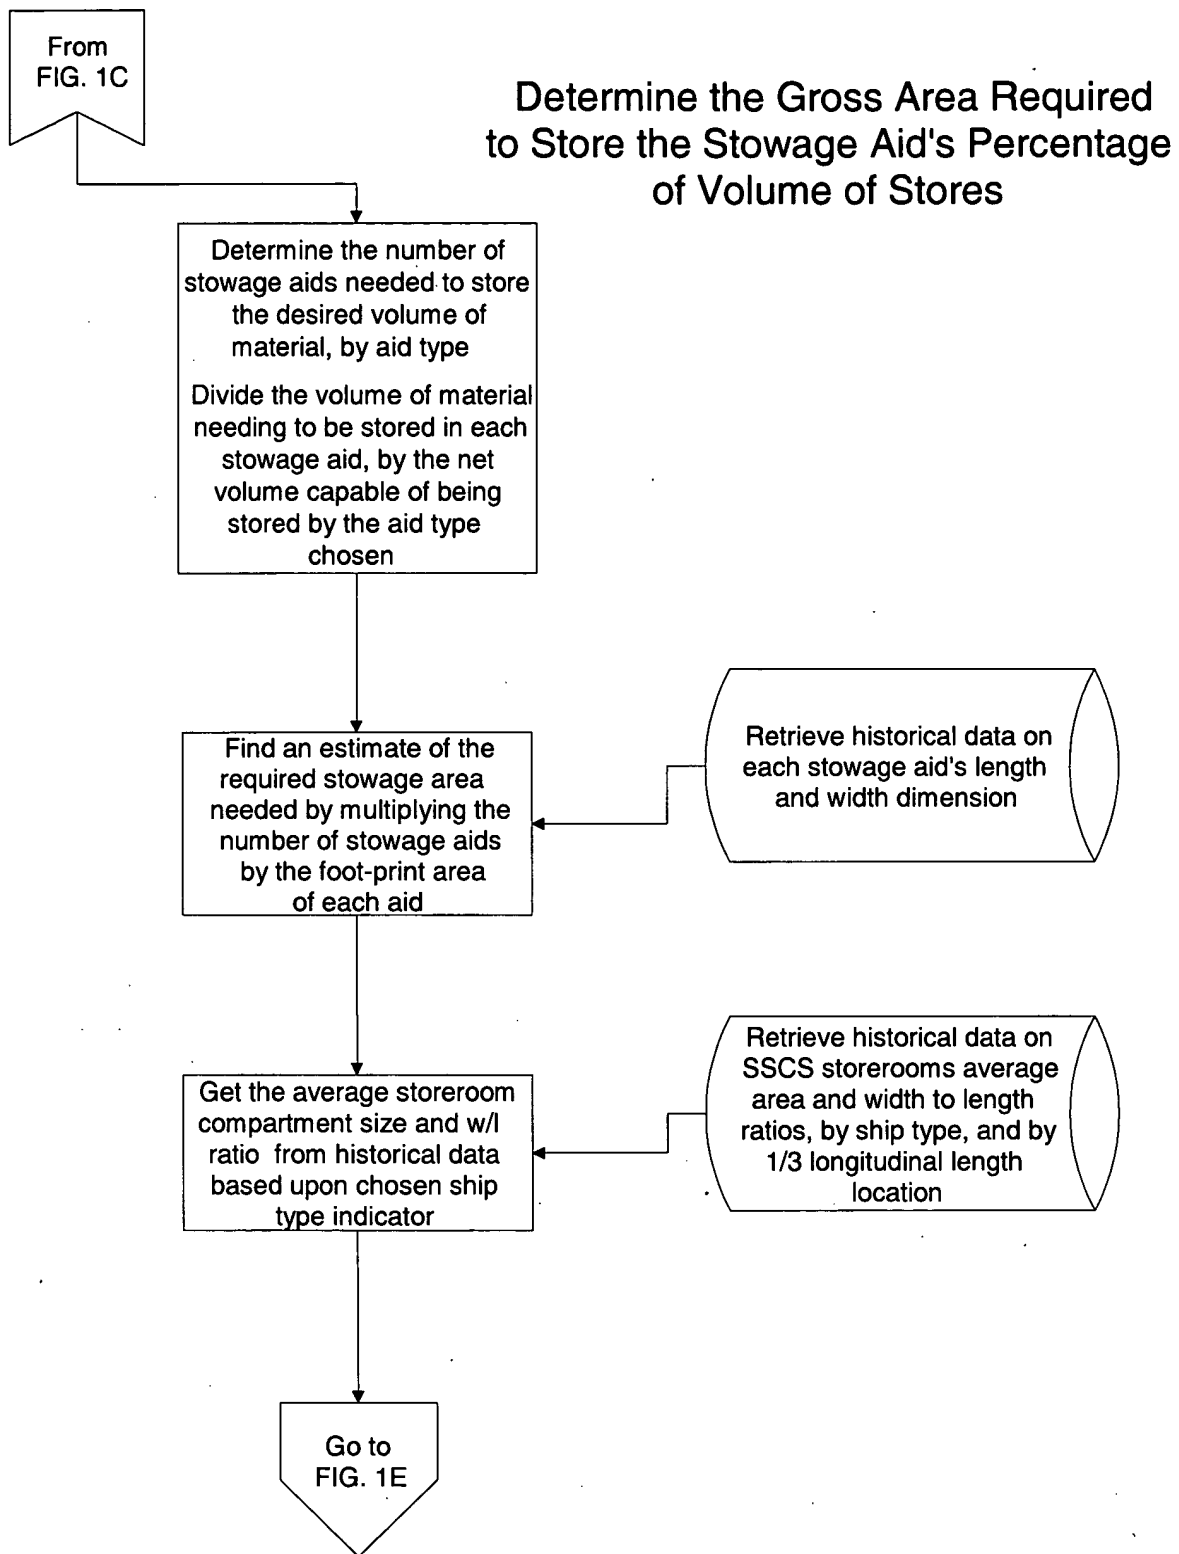 From
FIG. 1C
Determine the Gross Area Required
to Store the Stowage Aid's Percentage
of Volume of Stores
Determine the number of
stowage aids needed to store
the desired volume of
material, by aid type
Divide the volume of material
needing to be stored in each
stowage aid, by the net
volume capable of being
stored by the aid type
chosen
Find an estimate of the
required stowage area
needed by multiplying the
number of stowage aids
by the foot-print area
of each aid
Retrieve historical data on
each stowage aid's length
and width dimension
Get the average storeroom
compartment size and w/l
ratio from historical data
based upon chosen ship
type indicator
Retrieve historical data on
SSCS storerooms average
area and width to length
ratios, by ship type, and by
1/3 longitudinal length
location
Go to
FIG. 1E